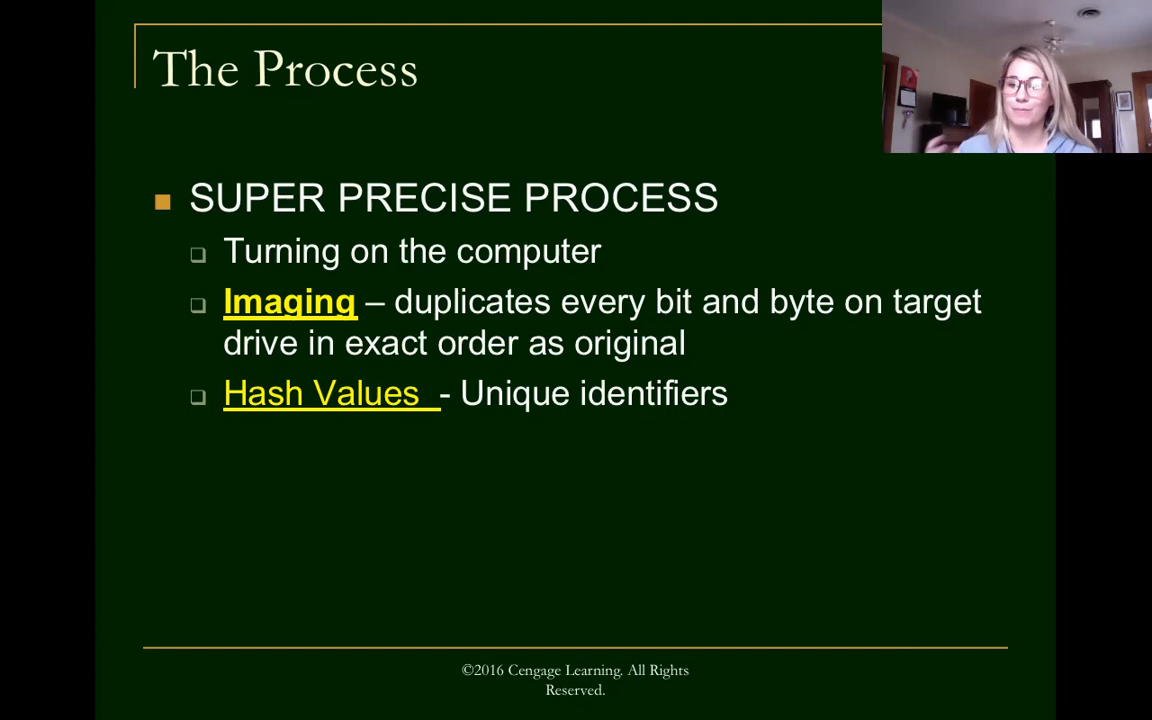 The Process
SUPER PRECISE PROCESS
Turning on the computer
Imaging – duplicates every bit and byte on target
drive in exact order as original
Hash Values - Unique identifiers
©2016 Cengage Learning. All Rights
Reserved.